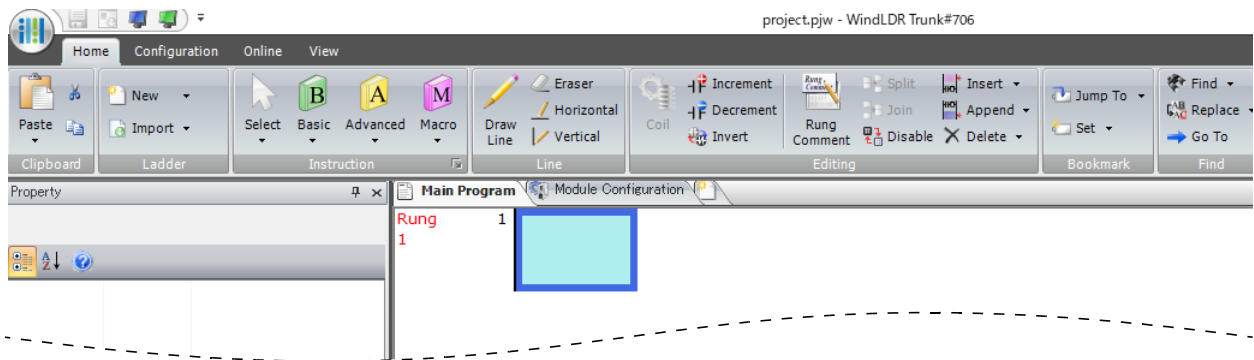 project.pjw - WindLDR Trunk#706
Home Configuration Online View
Paste
Clipboard
New
Import
Ladder
Select Basic Advanced Macro
B A M
Instruction
Draw Line
Eraser
Horizontal
Vertical
Line
Coil
Increment
Decrement
Invert
Rung Comment
Split
Join
Disable
Insert
Append
Delete
Editing
Jump To
Set
Bookmark
Find
Replace
Go To
Find
Property
Main Program Module Configuration
A
Z
Rung 1
1